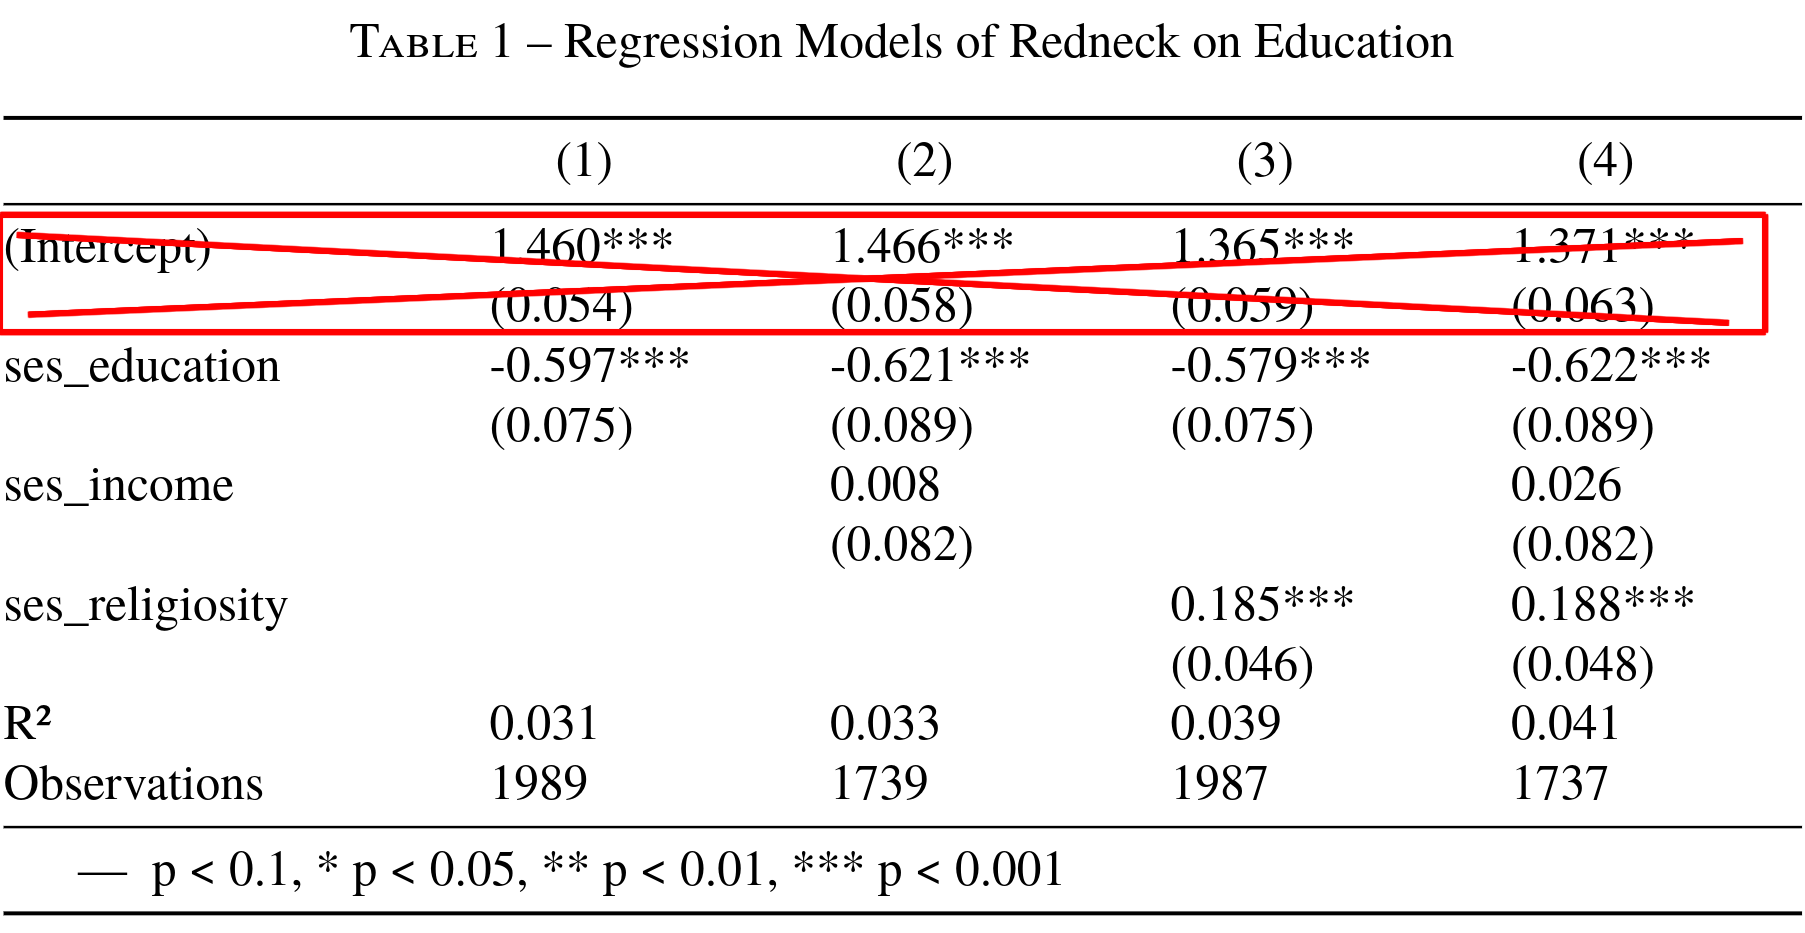 TABLE 1 – Regression Models of Redneck on Education
(1) (2) (3) (4)
(Intercept) 1.460*** 1.466*** 1.365*** 1.371***
(0.054) (0.058) (0.059) (0.063)
ses_education -0.597*** -0.621*** -0.579*** -0.622***
(0.075) (0.089) (0.075) (0.089)
ses_income 0.008 0.026
(0.082) (0.082)
ses_religiosity 0.185*** 0.188***
(0.046) (0.048)
R² 0.031 0.033 0.039 0.041
Observations 1989 1739 1987 1737
— p < 0.1, * p < 0.05, ** p < 0.01, *** p < 0.001